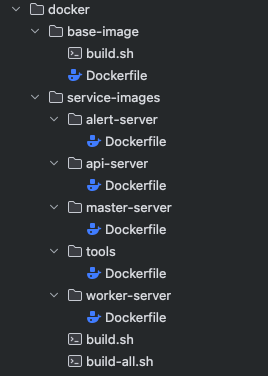 docker
base-image
build.sh
Dockerfile
service-images
alert-server
Dockerfile
api-server
Dockerfile
master-server
Dockerfile
tools
Dockerfile
worker-server
Dockerfile
build.sh
build-all.sh